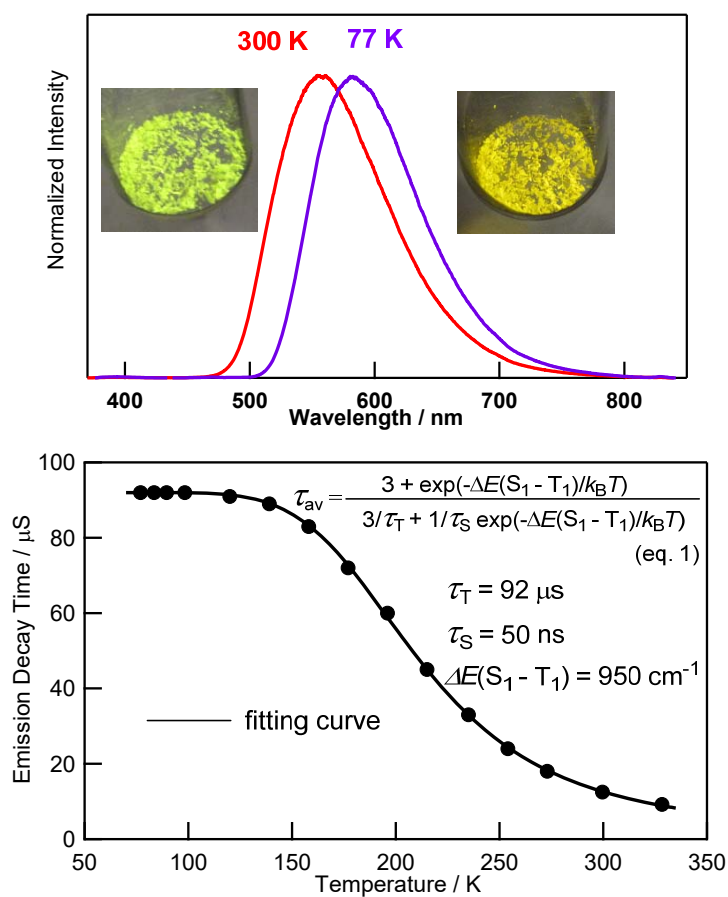 300 K 77 K
Normalized Intensity
400 500 600 700 800
Wavelength / nm
100
80
60
40
20
0
Emission Decay Time / μS
τav = 3 + exp(-ΔE(S1 - T1)/kBT)
3/τT + 1/τS exp(-ΔE(S1 - T1)/kBT)
(eq. 1)
τT = 92 μs
τS = 50 ns
ΔE(S1 - T1) = 950 cm-1
fitting curve
50 100 150 200 250 300 350
Temperature / K